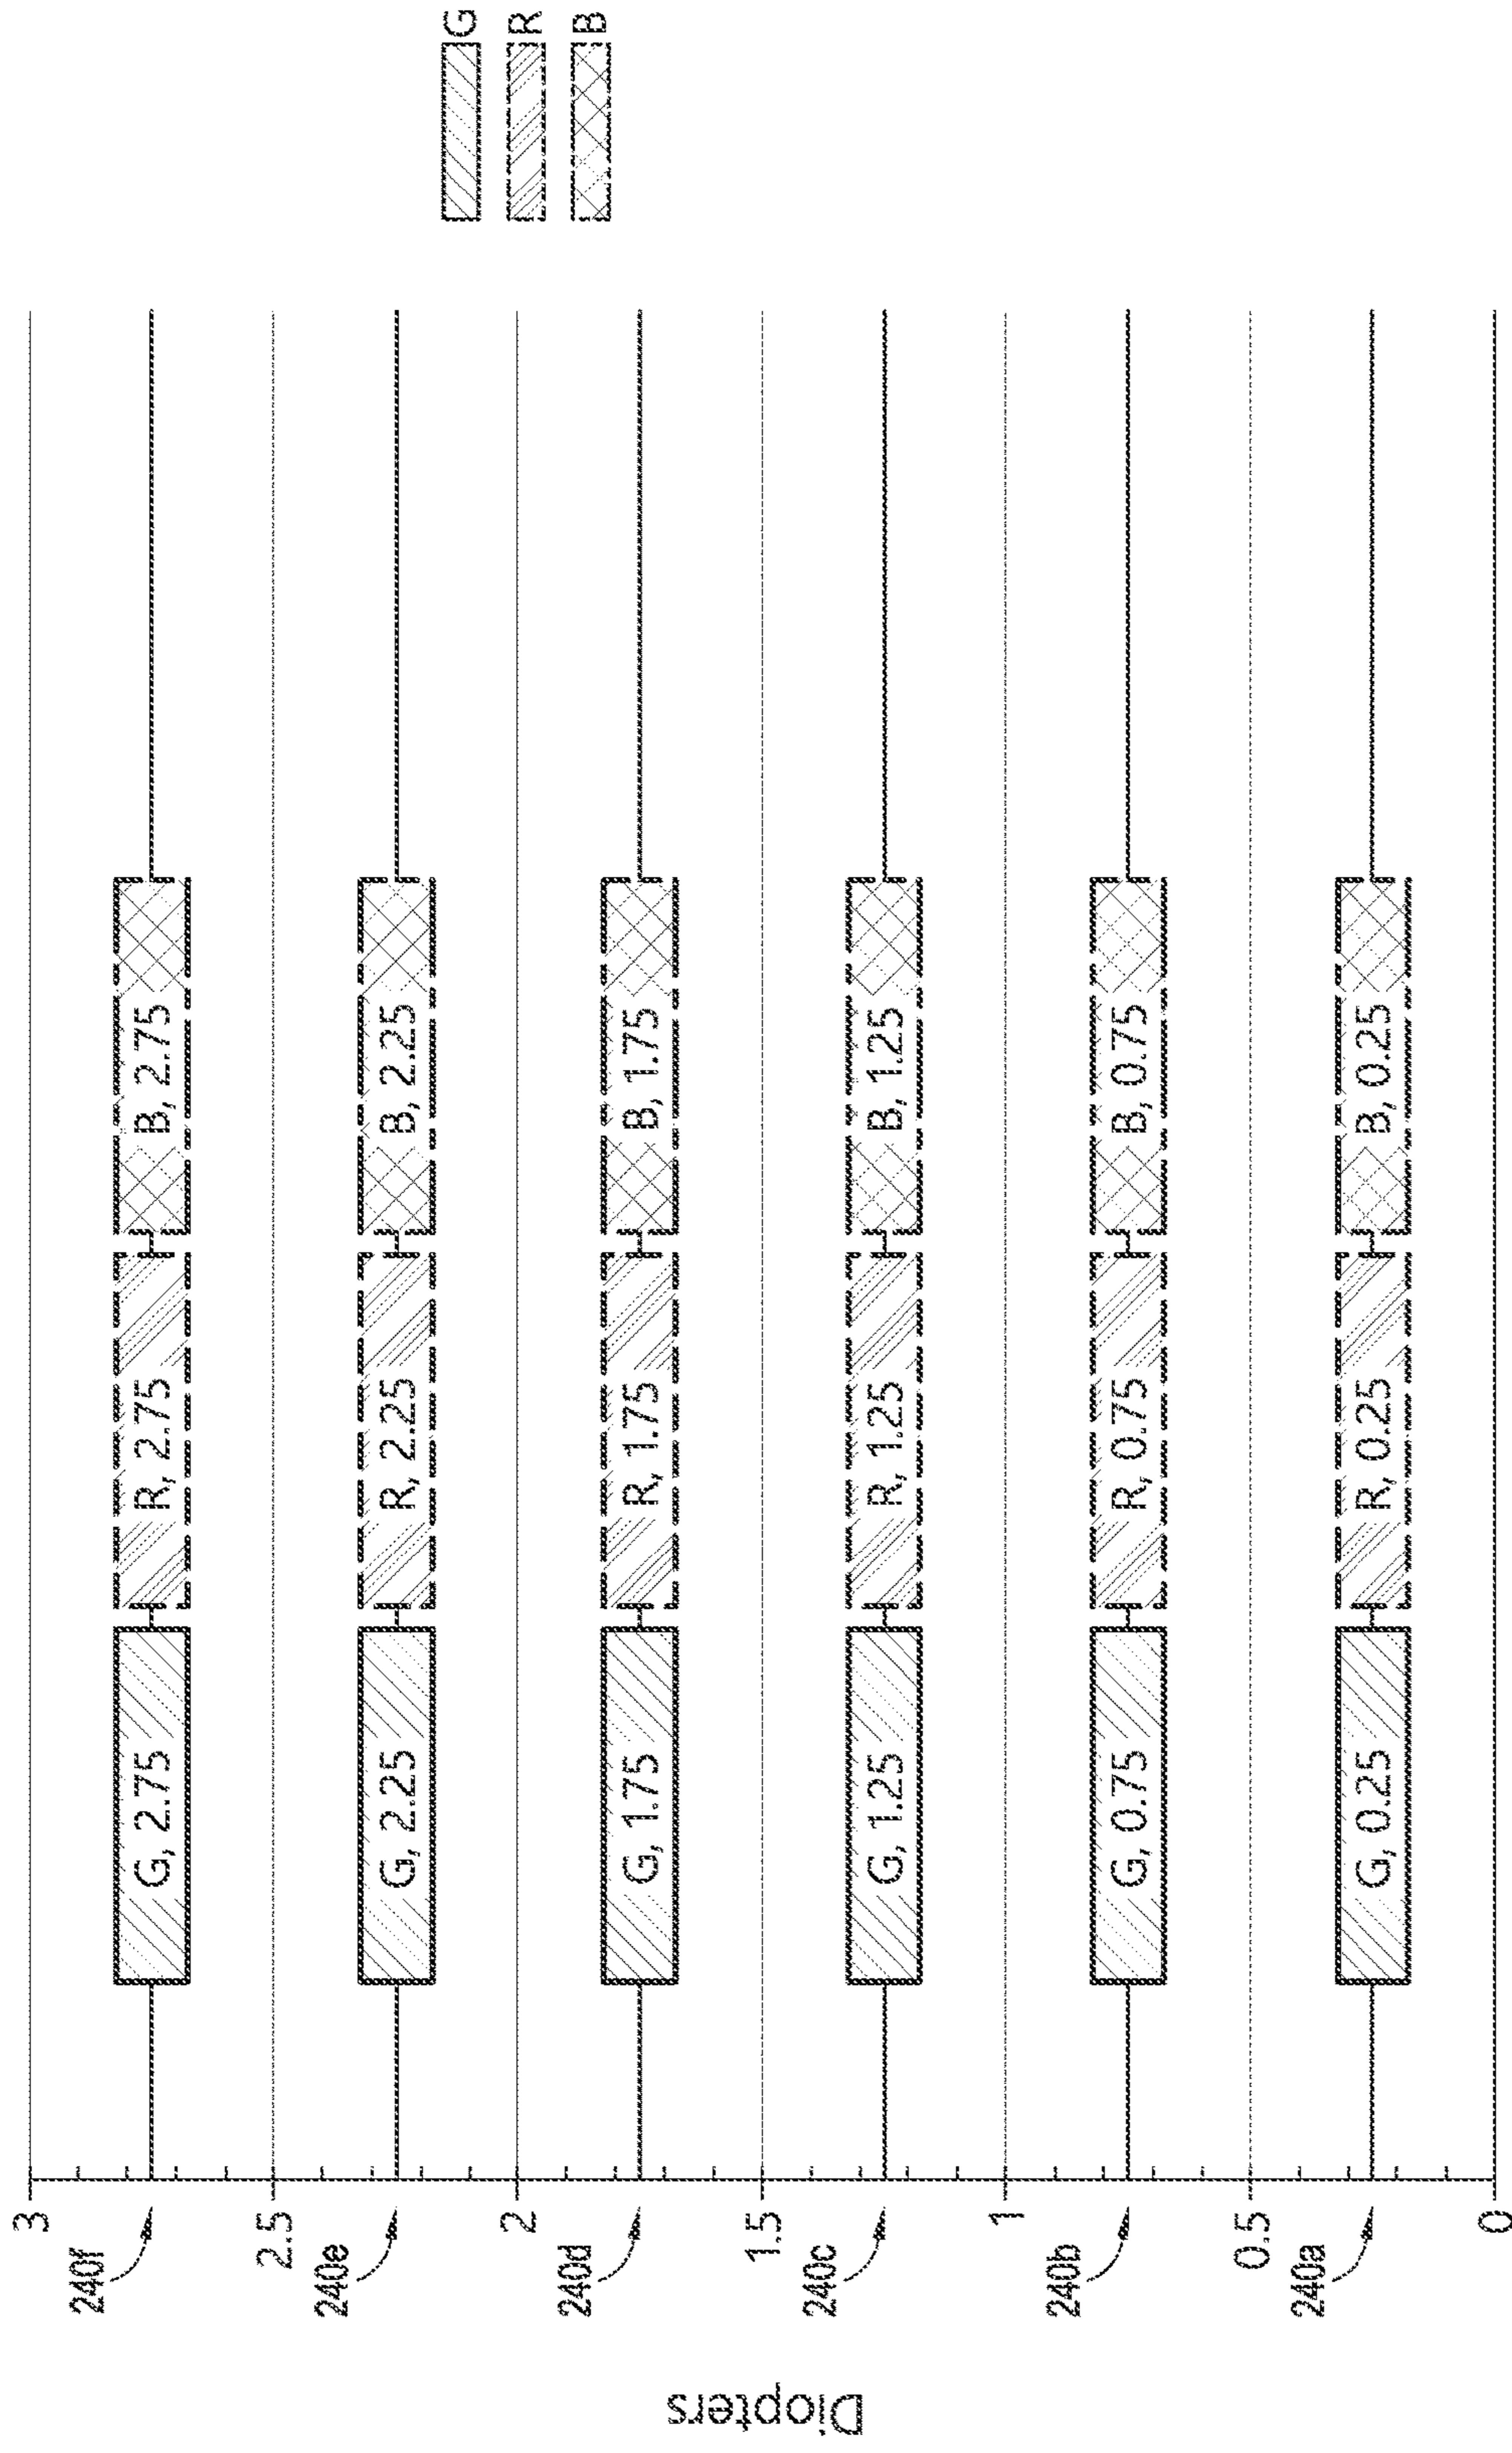 3
240f
G, 2.75 R, 2.75 B, 2.75
2.5
240e
G, 2.25 R, 2.25 B, 2.25
2
240d
G, 1.75 R, 1.75 B, 1.75
1.5
240c
G, 1.25 R, 1.25 B, 1.25
1
240b
G, 0.75 R, 0.75 B, 0.75
0.5
240a
G, 0.25 R, 0.25 B, 0.25
0
Diopters
G
R
B